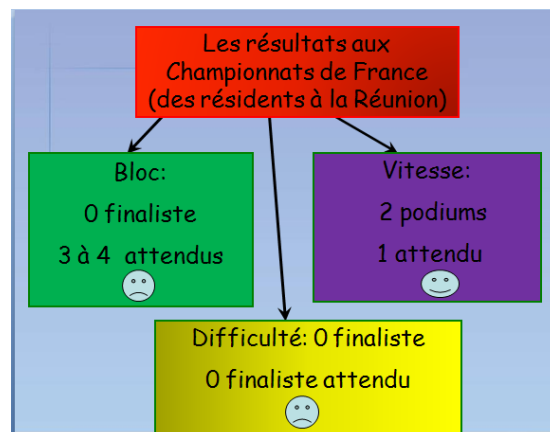 Les résultats aux
Championnats de France
(des résidents à la Réunion)
Bloc:
0 finaliste
3 à 4 attendus
Vitesse:
2 podiums
1 attendu
Difficulté: 0 finaliste
0 finaliste attendu